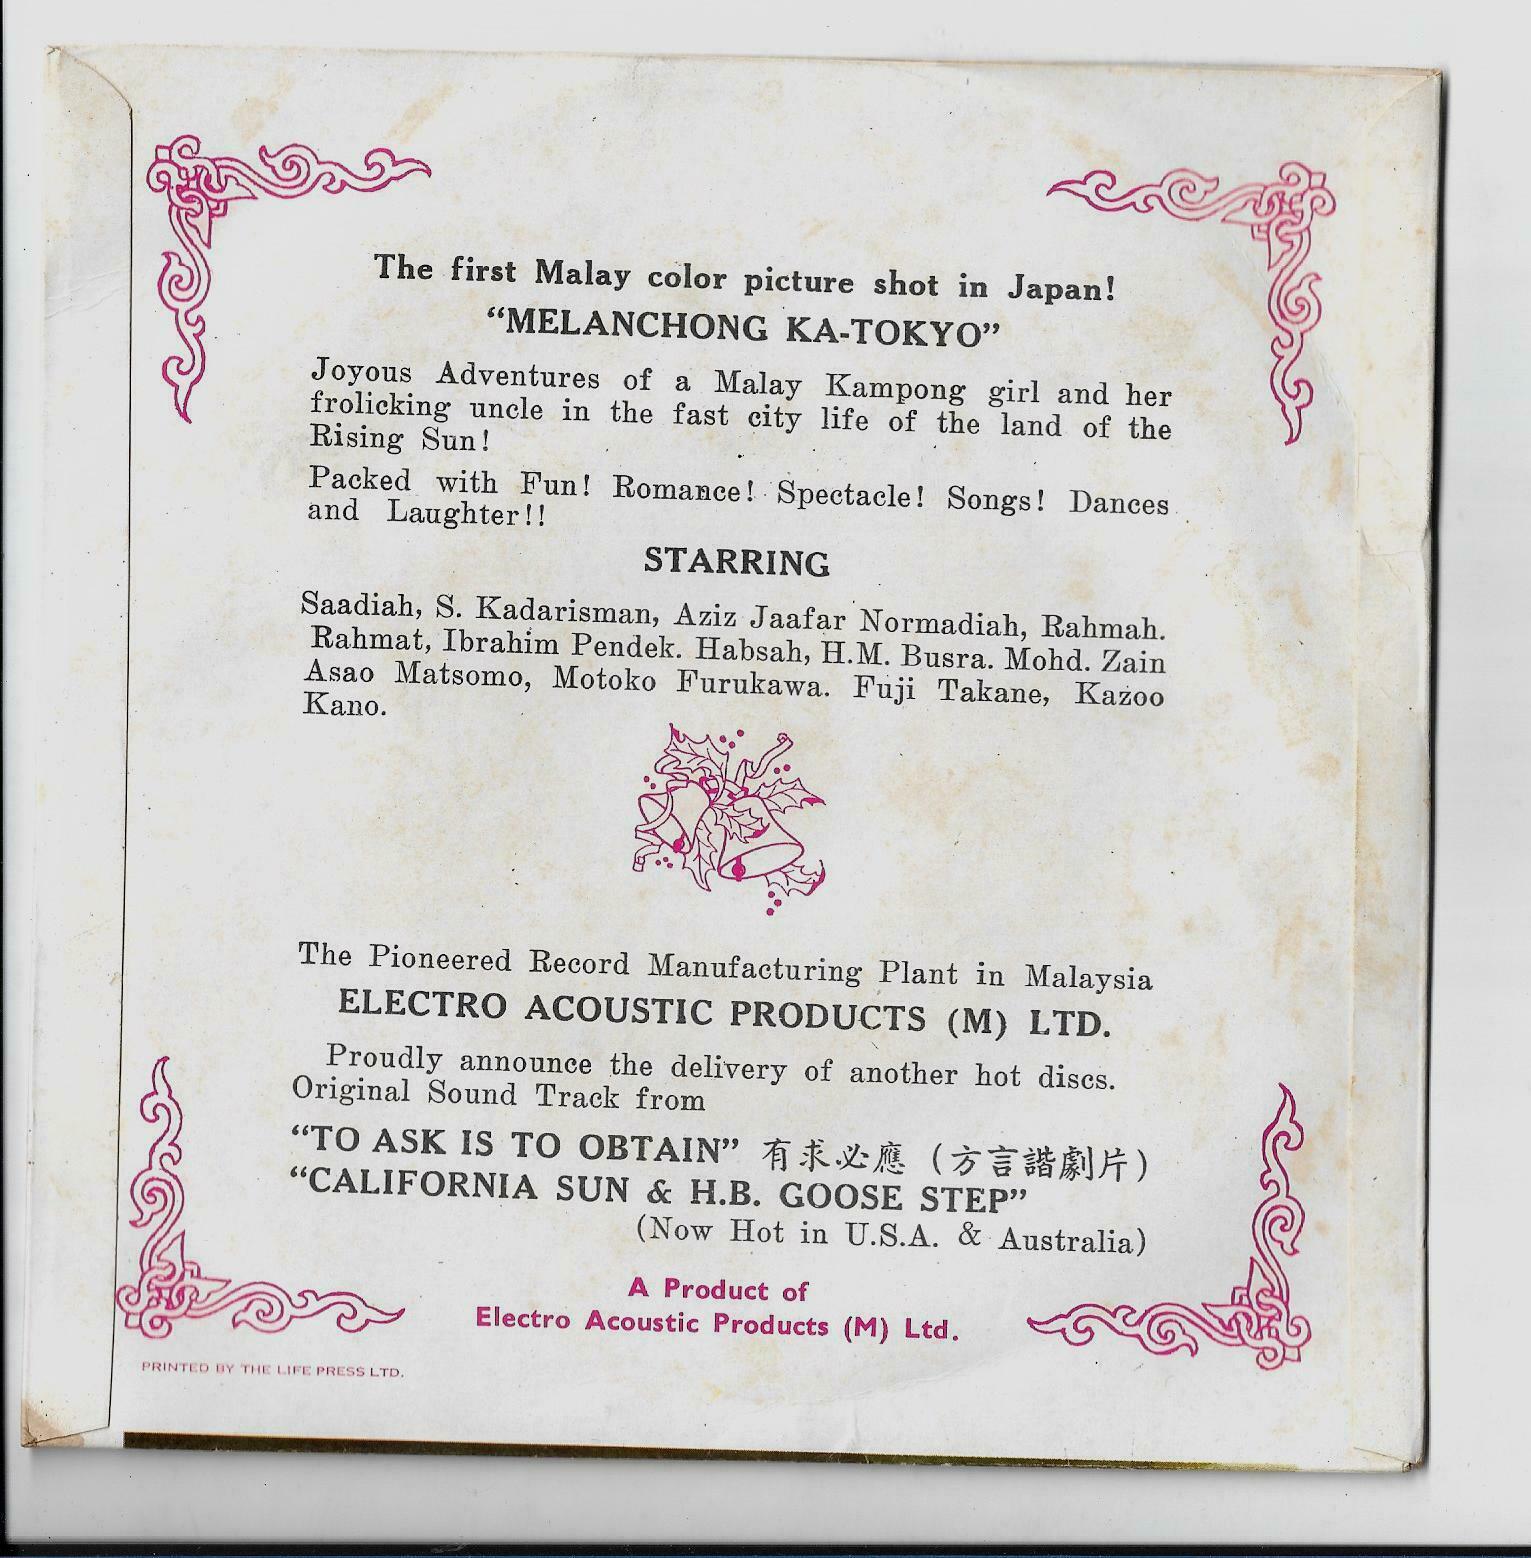 The first Malay color picture shot in Japan!
“MELANCHONG KA-TOKYO”
Joyous Adventures of a Malay Kampong girl and her
frolicking uncle in the fast city life of the land of the
Rising Sun!
Packed with Fun! Romance! Spectacle! Songs! Dances
and Laughter!!
STARRING
Saadiah, S. Kadarisman, Aziz Jaafar Normadiah, Rahmah.
Rahmat, Ibrahim Pendek. Habsah, H.M. Busra. Mohd. Zain
Asao Matsomo, Motoko Furukawa. Fuji Takane, Kazoo
Kano.
The Pioneered Record Manufacturing Plant in Malaysia
ELECTRO ACOUSTIC PRODUCTS (M) LTD.
Proudly announce the delivery of another hot discs.
Original Sound Track from
“TO ASK IS TO OBTAIN” 有求必應 (方言諧劇片)
“CALIFORNIA SUN & H.B. GOOSE STEP”
(Now Hot in U.S.A. & Australia)
A Product of
Electro Acoustic Products (M) Ltd.
PRINTED BY THE LIFE PRESS LTD.